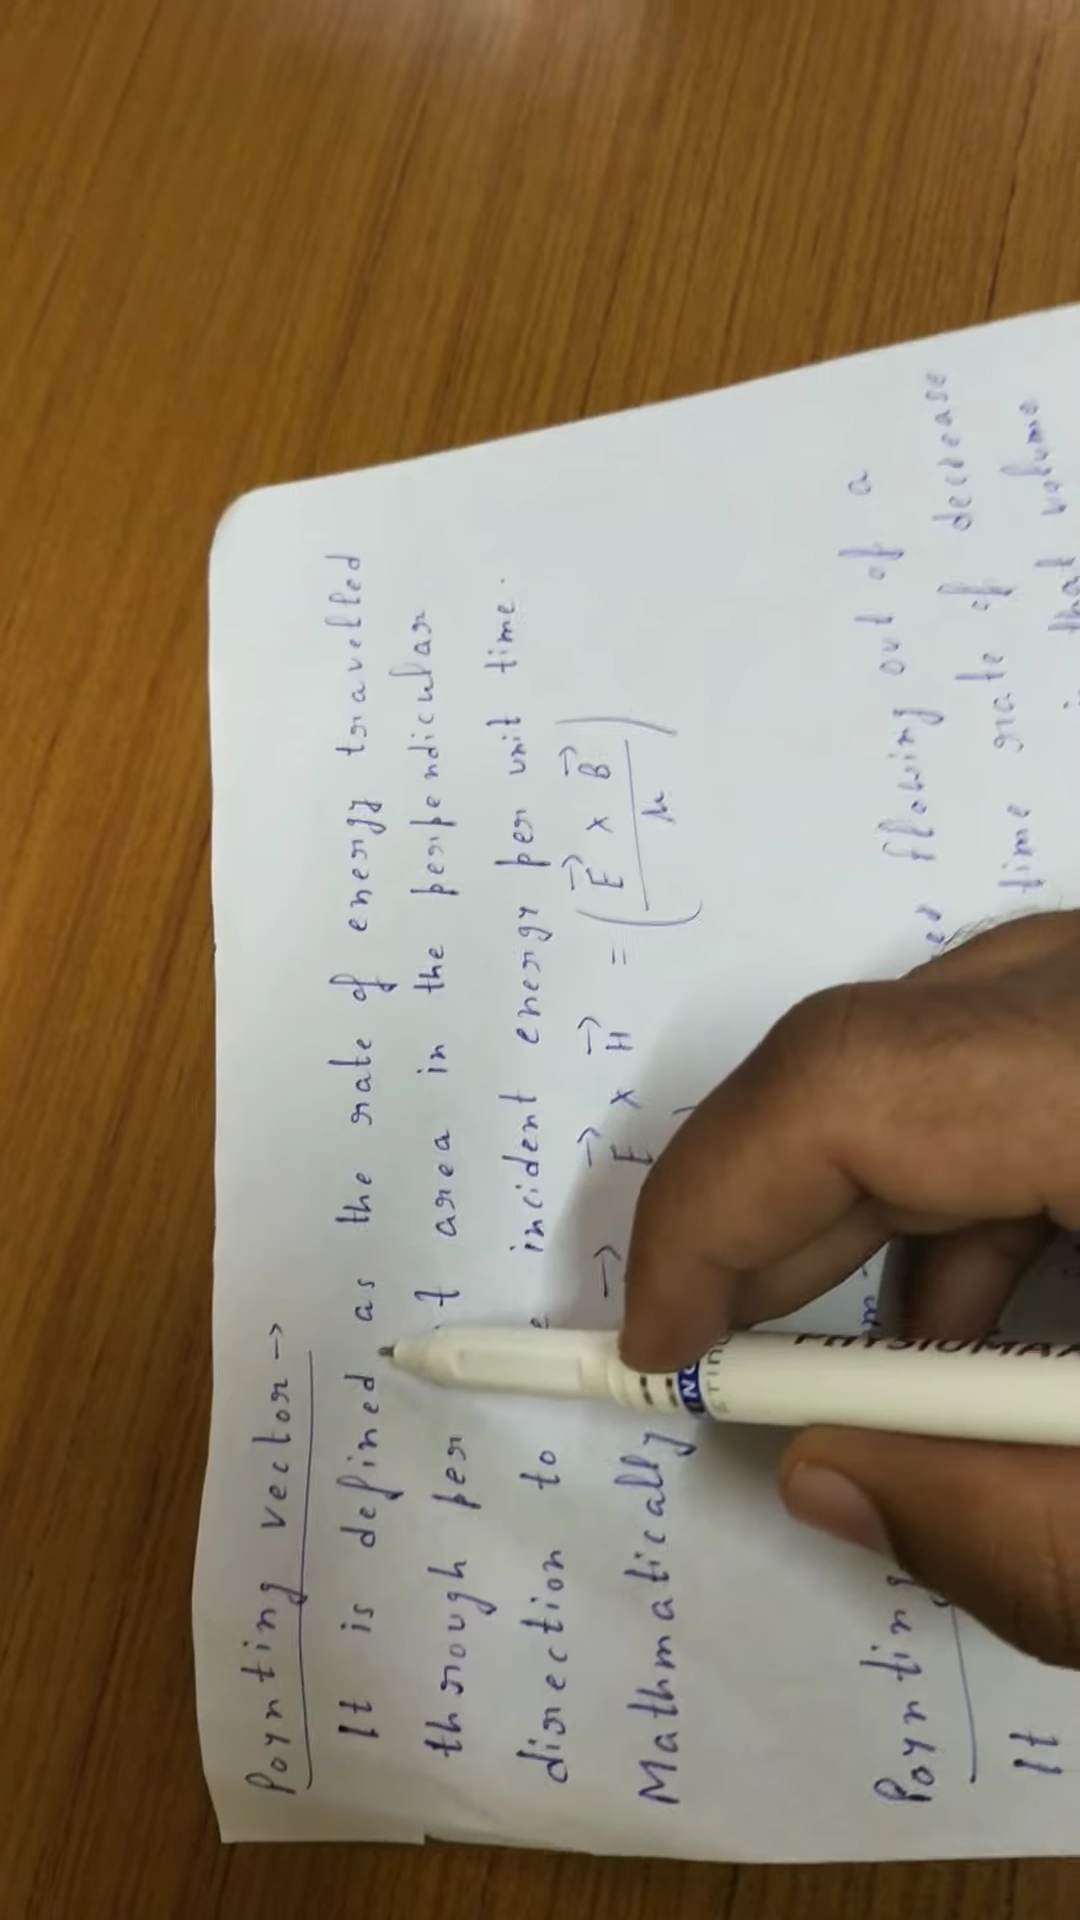 Poynting vector →
It is defined as the rate of energy travelled
through per area in the perpendicular
direction to incident energy per unit time.
Mathmatically E⃗ × H⃗ = (E⃗ × B⃗ / μ)
Poynting
It flowing out of a
time rate of decrease
that volume
PHYSIOMAX